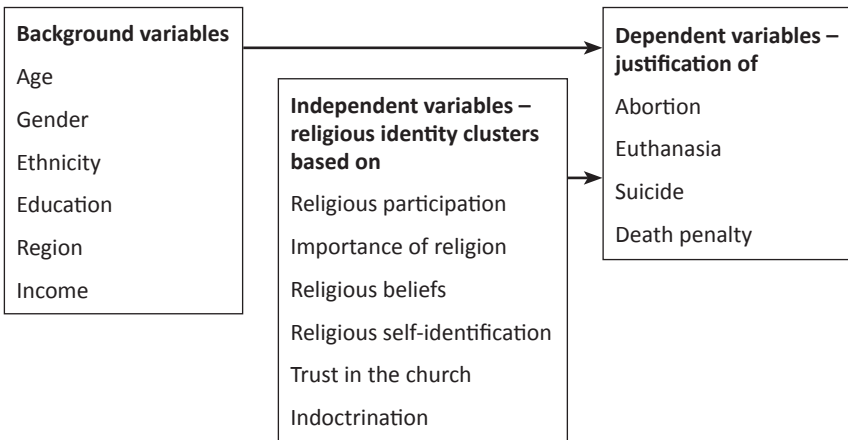 Background variables
Age
Gender
Ethnicity
Education
Region
Income
Independent variables –
religious identity clusters
based on
Religious participation
Importance of religion
Religious beliefs
Religious self-identification
Trust in the church
Indoctrination
Dependent variables –
justification of
Abortion
Euthanasia
Suicide
Death penalty